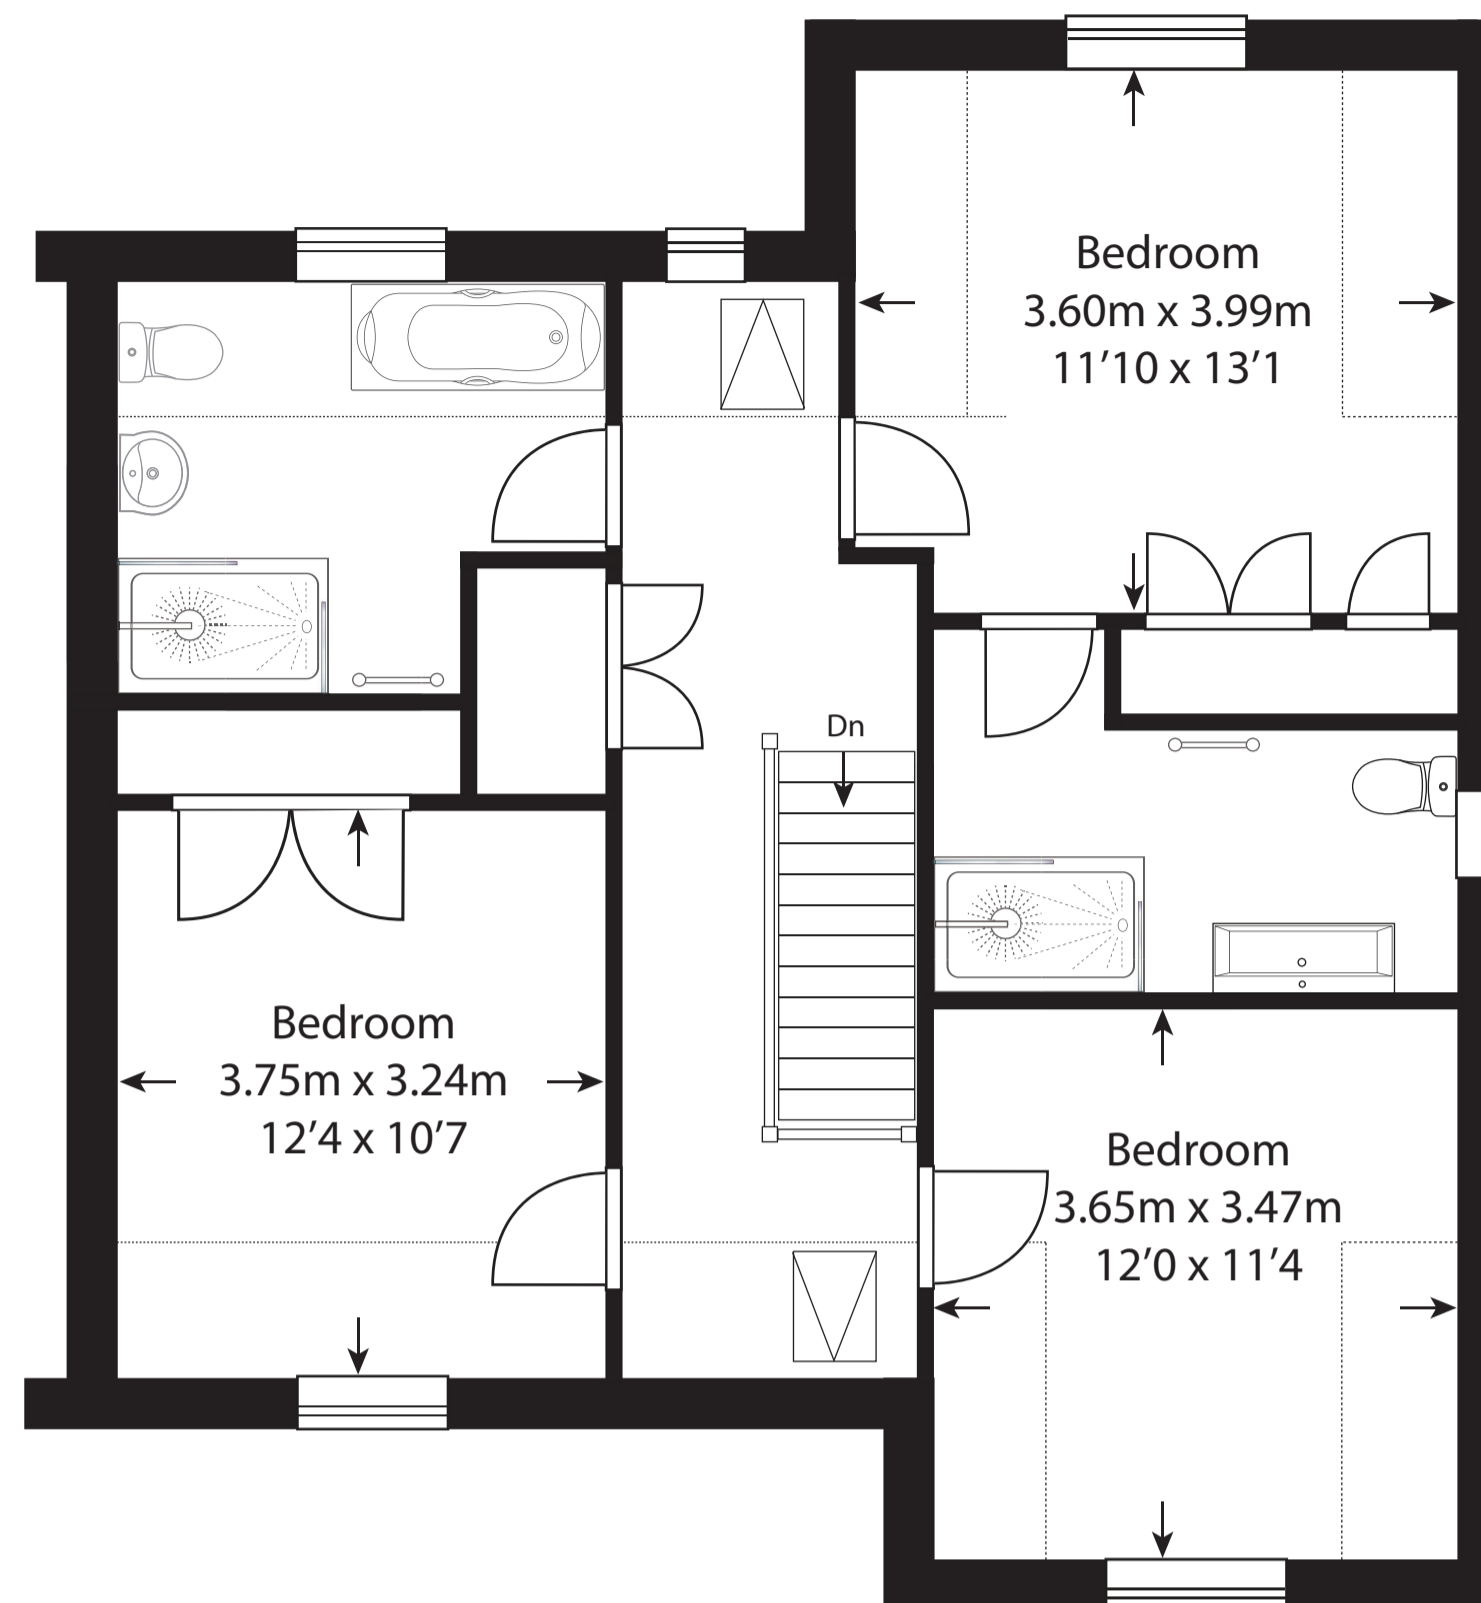 Bedroom
3.60m x 3.99m
11’10 x 13’1
Dn
Bedroom
3.75m x 3.24m
12’4 x 10’7
Bedroom
3.65m x 3.47m
12’0 x 11’4